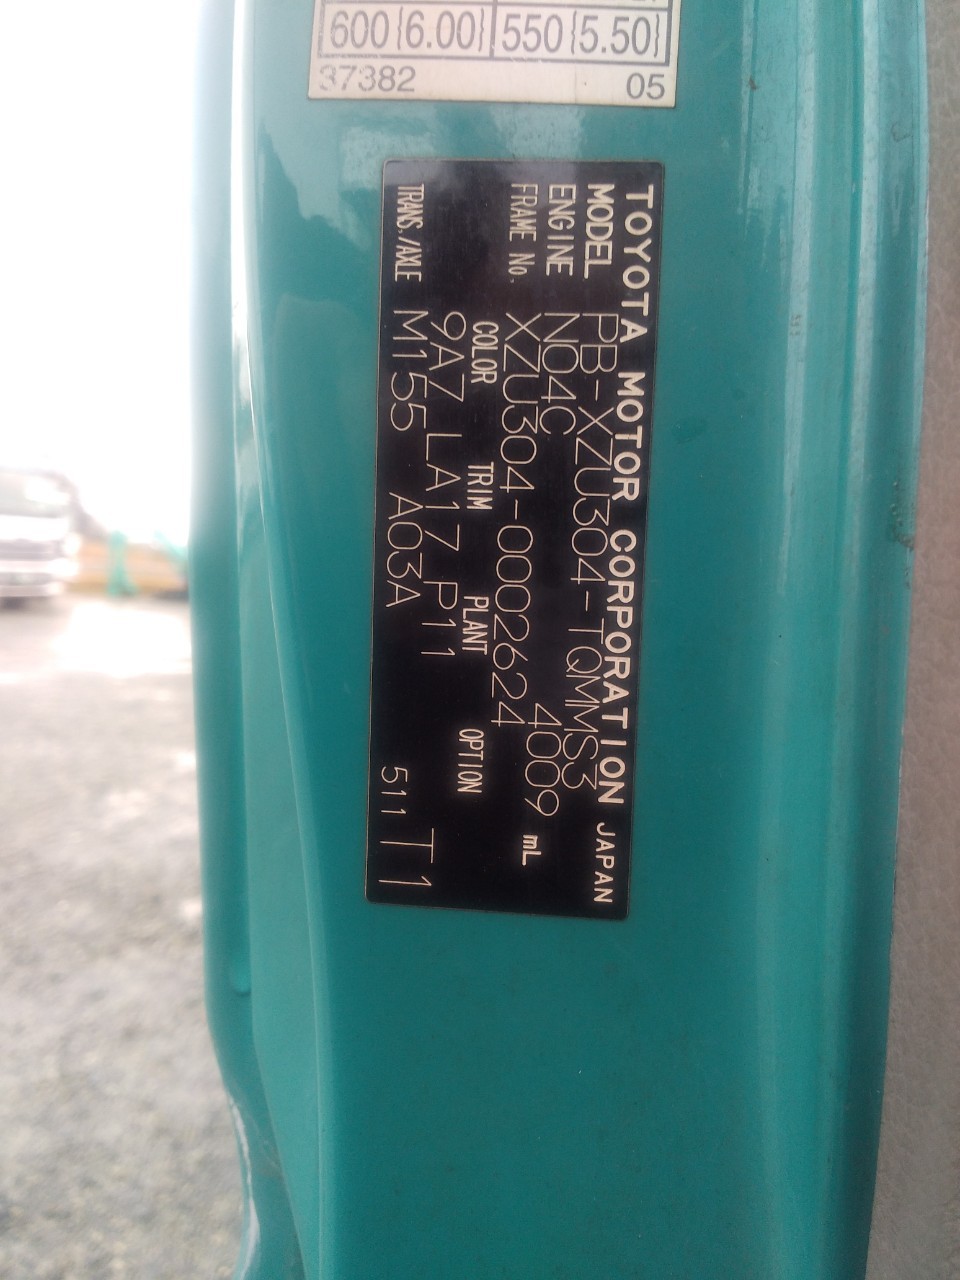 600{6.00} 550{5.50}
37382 05
TOYOTA MOTOR CORPORATION JAPAN
MODEL PB-XZU304-TQMMS3
ENGINE N04C 4009 mL
FRAME No. XZU304-0002624
COLOR TRIM PLANT OPTION
9A7 LA17 P11 T1
TRANS./AXLE M155 A03A 511